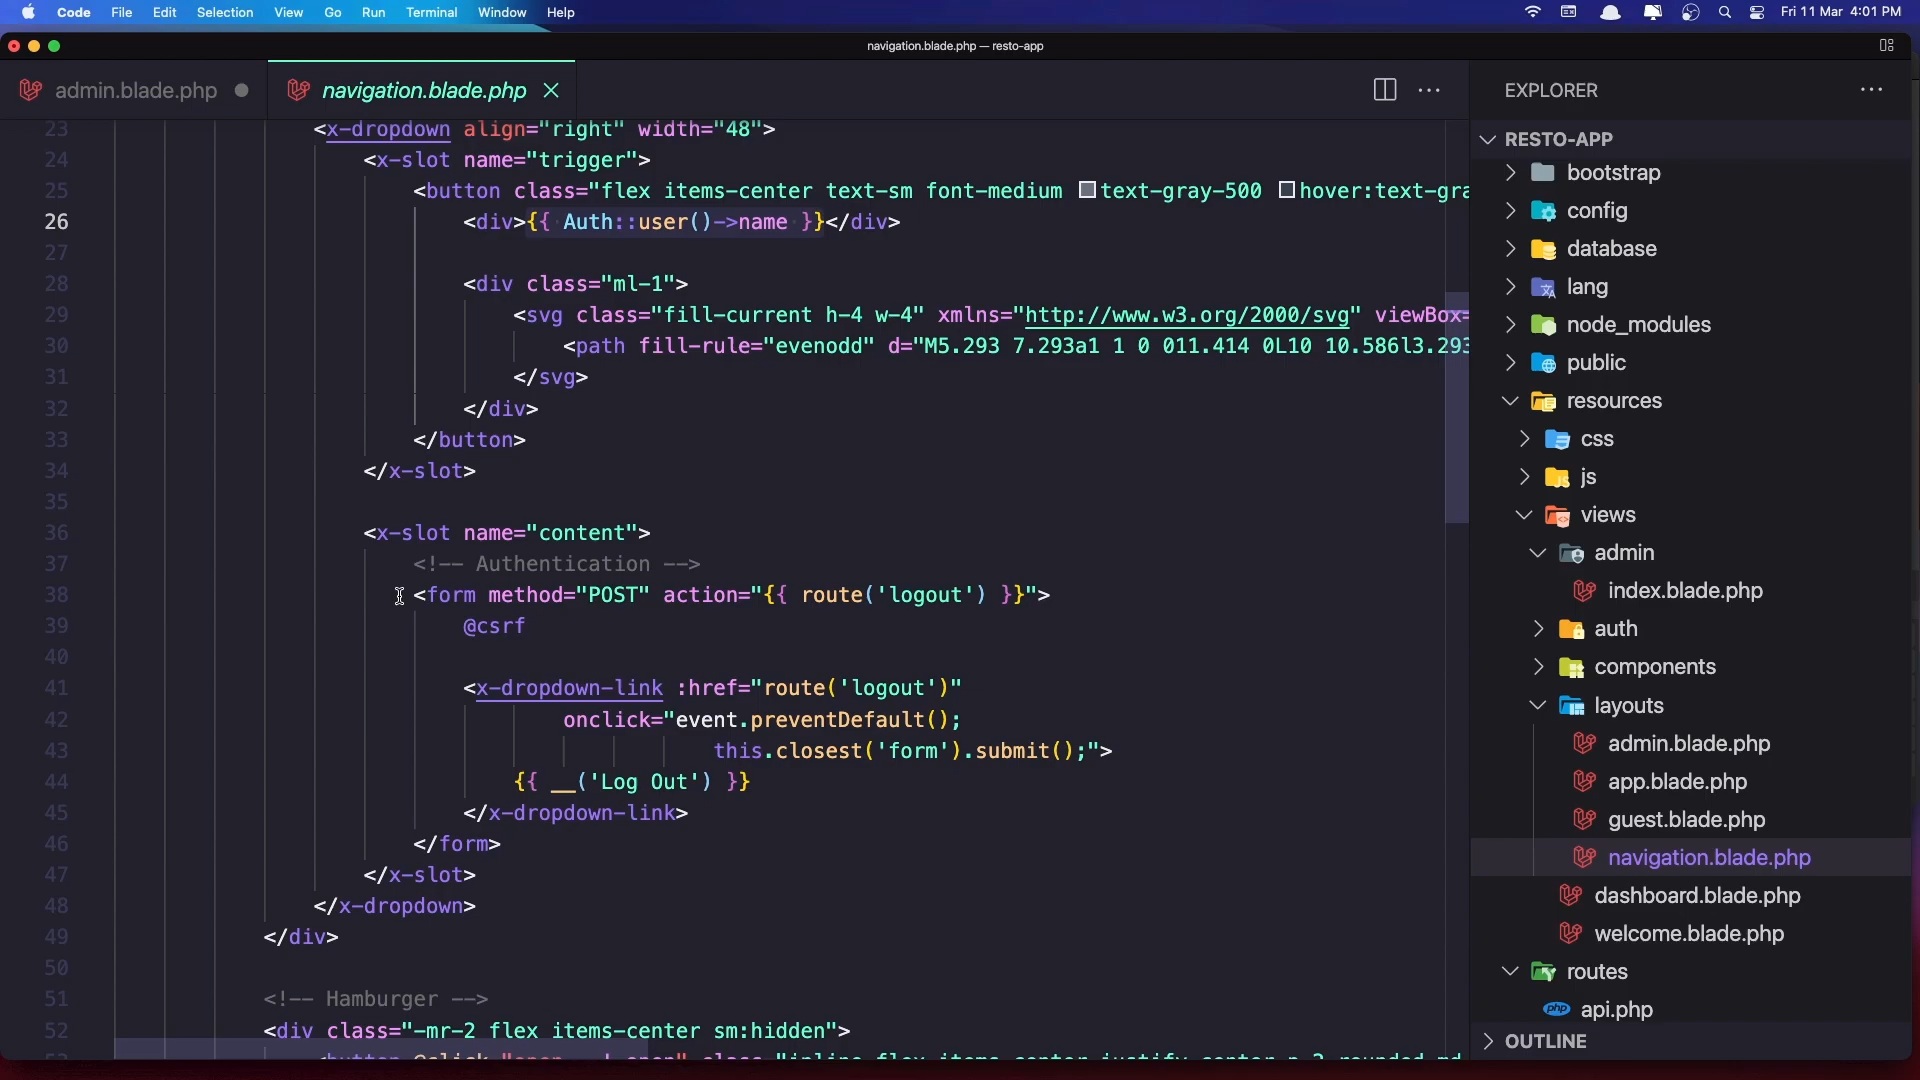 Code File Edit Selection View Go Run Terminal Window Help Fri 11 Mar 4:01 PM
navigation.blade.php — resto-app
admin.blade.php navigation.blade.php
23 <x-dropdown align="right" width="48">
24 <x-slot name="trigger">
25 <button class="flex items-center text-sm font-medium text-gray-500 hover:text-gra
26 <div>{{ Auth::user()->name }}</div>
27
28 <div class="ml-1">
29 <svg class="fill-current h-4 w-4" xmlns="http://www.w3.org/2000/svg" viewBox=
30 <path fill-rule="evenodd" d="M5.293 7.293a1 1 0 011.414 0L10 10.586l3.293
31 </svg>
32 </div>
33 </button>
34 </x-slot>
35
36 <x-slot name="content">
37 <!-- Authentication -->
38 <form method="POST" action="{{ route('logout') }}">
39 @csrf
40
41 <x-dropdown-link :href="route('logout')"
42 onclick="event.preventDefault();
43 this.closest('form').submit();">
44 {{ __('Log Out') }}
45 </x-dropdown-link>
46 </form>
47 </x-slot>
48 </x-dropdown>
49 </div>
50
51 <!-- Hamburger -->
52 <div class="-mr-2 flex items-center sm:hidden">
EXPLORER
RESTO-APP
bootstrap
config
database
lang
node_modules
public
resources
css
js
views
admin
index.blade.php
auth
components
layouts
admin.blade.php
app.blade.php
guest.blade.php
navigation.blade.php
dashboard.blade.php
welcome.blade.php
routes
php api.php
OUTLINE